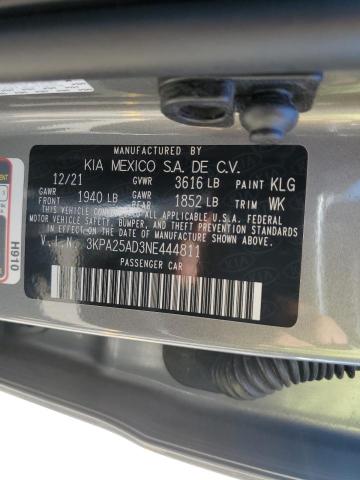 MANUFACTURED BY
KIA MEXICO S.A. DE C.V.
12/21 GVWR 3616 LB PAINT KLG
GAWR FRONT 1940 LB GAWR REAR 1852 LB TRIM WK
THIS VEHICLE CONFORMS TO ALL APPLICABLE U.S.A. FEDERAL
MOTOR VEHICLE SAFETY, BUMPER, AND THEFT PREVENTION
STANDARDS IN EFFECT ON THE DATE OF MANUFACTURE SHOWN ABOVE.
V.I.N. 3KPA25AD3NE444811
PASSENGER CAR
H910